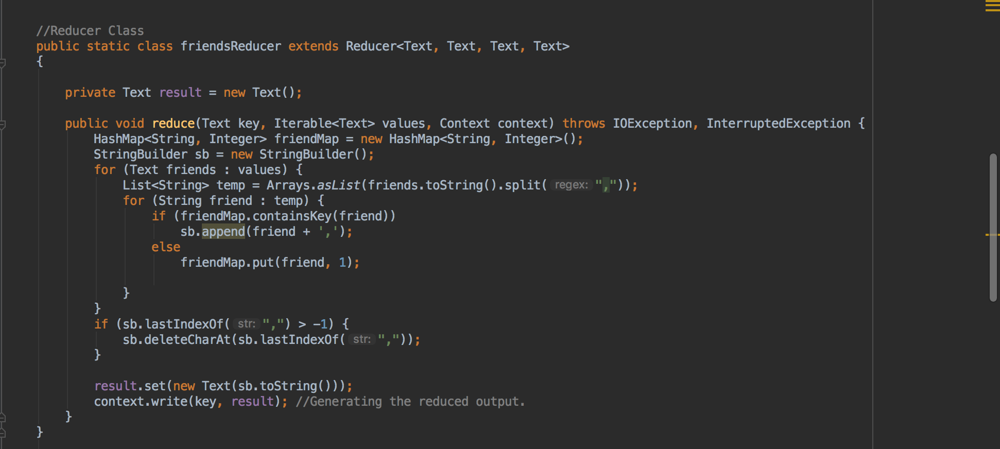 //Reducer Class
public static class friendsReducer extends Reducer<Text, Text, Text, Text>
{
private Text result = new Text();
public void reduce(Text key, Iterable<Text> values, Context context) throws IOException, InterruptedException {
HashMap<String, Integer> friendMap = new HashMap<String, Integer>();
StringBuilder sb = new StringBuilder();
for (Text friends : values) {
List<String> temp = Arrays.asList(friends.toString().split( regex: ","));
for (String friend : temp) {
if (friendMap.containsKey(friend))
sb.append(friend + ',');
else
friendMap.put(friend, 1);
}
}
if (sb.lastIndexOf( str: ",") > -1) {
sb.deleteCharAt(sb.lastIndexOf( str: ","));
}
result.set(new Text(sb.toString()));
context.write(key, result); //Generating the reduced output.
}
}